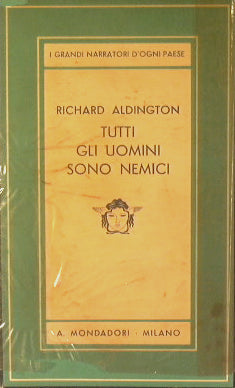 I GRANDI NARRATORI D'OGNI PAESE
RICHARD ALDINGTON
TUTTI
GLI UOMINI
SONO NEMICI
A. MONDADORI · MILANO